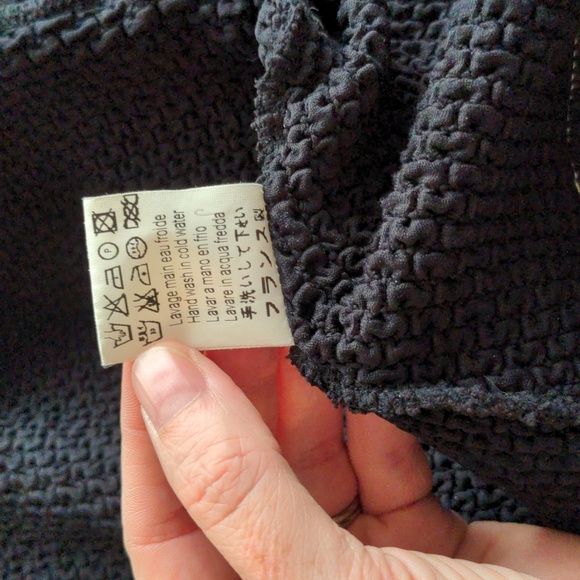 P
Lavage main eau froide
Hand wash in cold water
Lavar a mano en frio
Lavare in acqua fredda
手洗いして下さい
フランス製